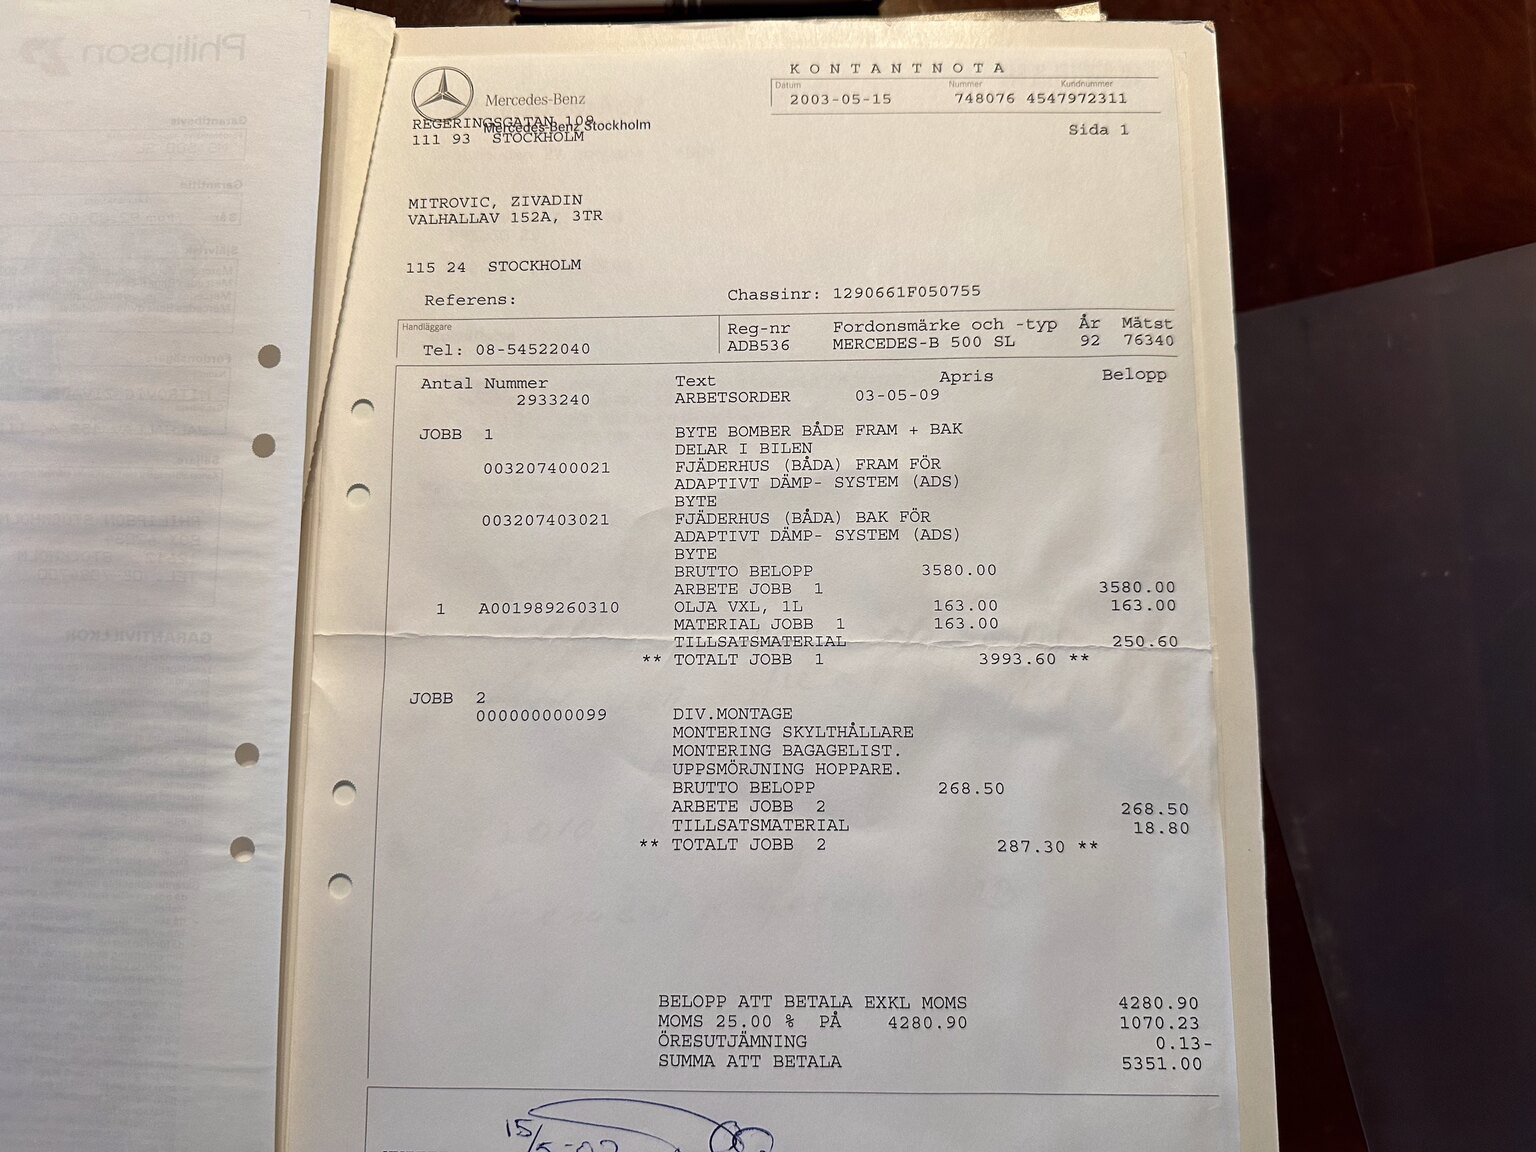 KONTANTNOTA
Datum Nummer Kundnummer
2003-05-15 748076 4547972311
Sida 1
Mercedes-Benz
REGERINGSGATAN 109
Mercedes-Benz Stockholm
111 93 STOCKHOLM
MITROVIC, ZIVADIN
VALHALLAV 152A, 3TR
115 24 STOCKHOLM
Referens:
Chassinr: 1290661F050755
Handläggare
Tel: 08-54522040
Reg-nr Fordonsmärke och -typ År Mätst
ADB536 MERCEDES-B 500 SL 92 76340
Antal Nummer Text Apris Belopp
2933240 ARBETSORDER 03-05-09
JOBB 1 BYTE BOMBER BÅDE FRAM + BAK
DELAR I BILEN
003207400021 FJÄDERHUS (BÅDA) FRAM FÖR
ADAPTIVT DÄMP- SYSTEM (ADS)
BYTE
003207403021 FJÄDERHUS (BÅDA) BAK FÖR
ADAPTIVT DÄMP- SYSTEM (ADS)
BYTE
BRUTTO BELOPP 3580.00
ARBETE JOBB 1 3580.00
1 A001989260310 OLJA VXL, 1L 163.00 163.00
MATERIAL JOBB 1 163.00
TILLSATSMATERIAL 250.60
** TOTALT JOBB 1 3993.60 **
JOBB 2
000000000099 DIV.MONTAGE
MONTERING SKYLTHÅLLARE
MONTERING BAGAGELIST.
UPPSMÖRJNING HOPPARE.
BRUTTO BELOPP 268.50
ARBETE JOBB 2 268.50
TILLSATSMATERIAL 18.80
** TOTALT JOBB 2 287.30 **
BELOPP ATT BETALA EXKL MOMS 4280.90
MOMS 25.00 % PÅ 4280.90 1070.23
ÖRESUTJÄMNING 0.13-
SUMMA ATT BETALA 5351.00
15/